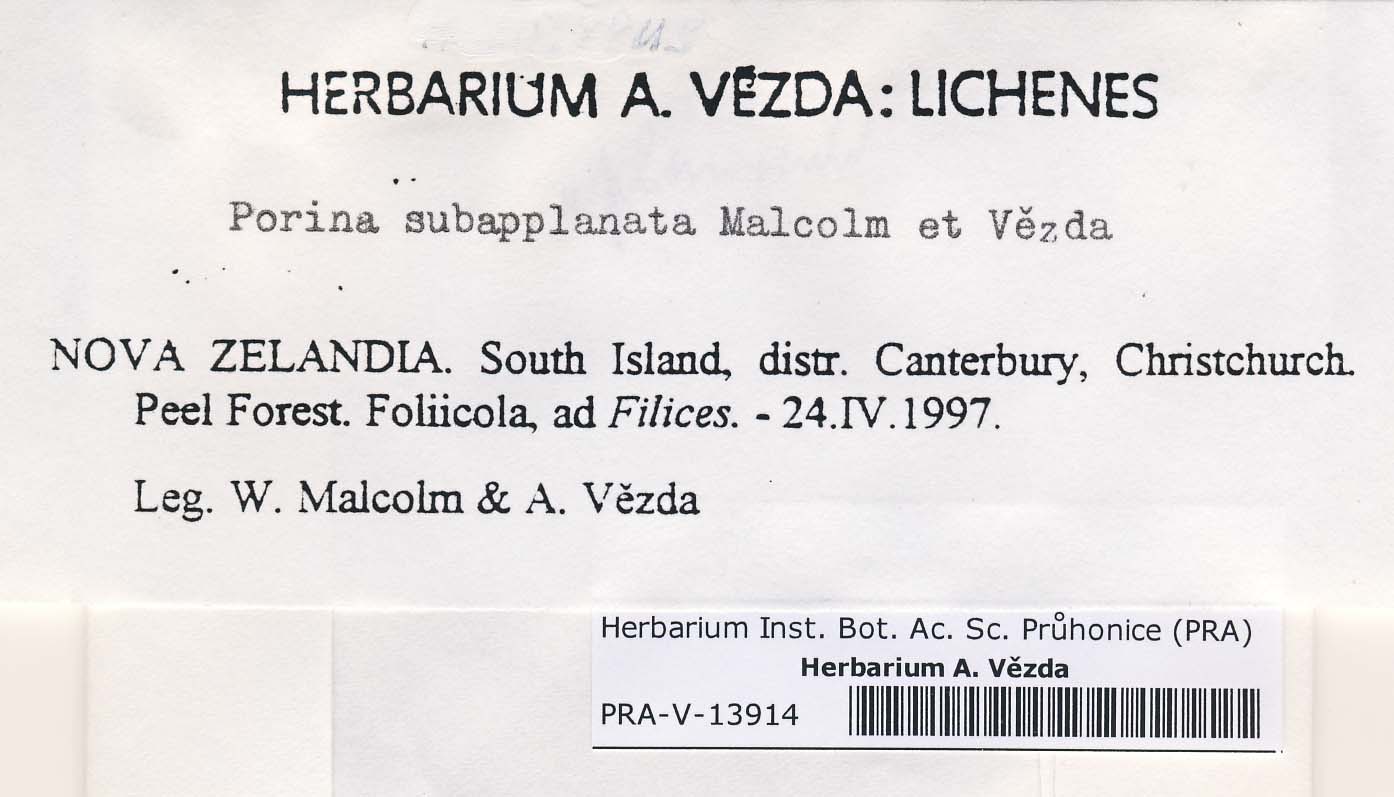 HERBARIUM A. VĚZDA: LICHENES
Porina subapplanata Malcolm et Vězda
NOVA ZELANDIA. South Island, distr. Canterbury, Christchurch.
Peel Forest. Foliicola, ad Filices. - 24.IV.1997.
Leg. W. Malcolm & A. Vězda
Herbarium Inst. Bot. Ac. Sc. Průhonice (PRA)
Herbarium A. Vězda
PRA-V-13914